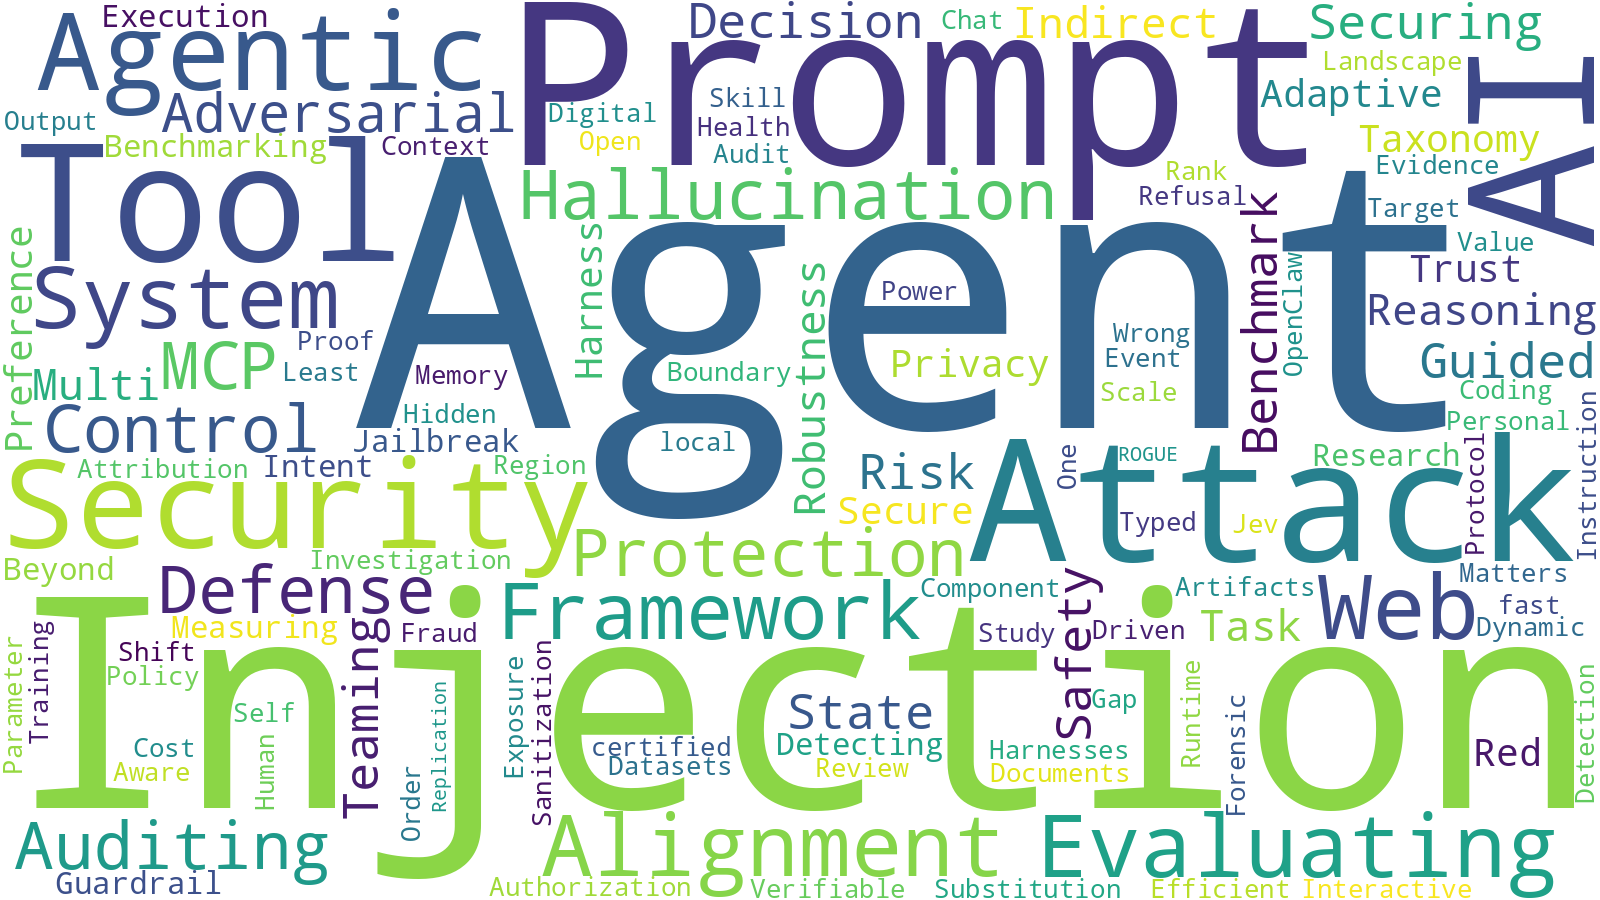 Execution
Agentic
Prompt
Decision
Chat
Indirect
Securing
Landscape
AI
Output
Adversarial
Digital
Skill
Adaptive
Benchmarking
Context
Open
Health
Audit
Taxonomy
Tool
Agent
Hallucination
Rank
Refusal
Evidence
Target
Value
Preference
System
Harness
Robustness
Power
Benchmark
OpenClaw
Trust
Reasoning
Proof
Least
Multi
MCP
Memory
Boundary
Privacy
Wrong
Event
Scale
Guided
Coding
Personal
Control
Hidden
Jailbreak
local
Attribution
Intent
Region
Risk
Secure
One
ROGUE
Research
Protocol
Instruction
Security
Attack
Typed
Jev
Beyond
Investigation
Protection
Defense
Framework
Component
Artifacts
Matters
Web
fast
Dynamic
Measuring
Fraud
Study
Safety
Driven
Task
Injection
Parameter
Training
Shift
Policy
Teaming
Self
Cost
Aware
Human
Order
Replication
Exposure
Sanitization
certified
Datasets
State
Detecting
Review
Harnesses
Documents
Gap
Runtime
Forensic
Red
Detection
Auditing
Guardrail
Alignment
Evaluating
Authorization
Verifiable
Substitution
Efficient
Interactive